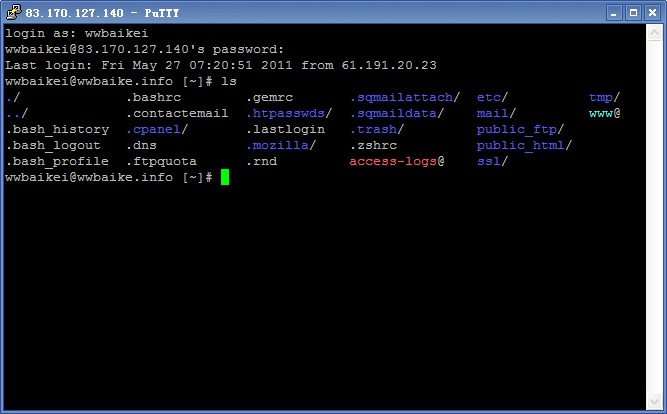 83.170.127.140 - PuTTY
login as: wwbaikei
wwbaikei@83.170.127.140's password:
Last login: Fri May 27 07:20:51 2011 from 61.191.20.23
wwbaikei@wwbaike.info [~]# ls
./ .bashrc .gemrc .sqmailattach/ etc/ tmp/
../ .contactemail .htpasswds/ .sqmaildata/ mail/ www@
.bash_history .cpanel/ .lastlogin .trash/ public_ftp/
.bash_logout .dns .mozilla/ .zshrc public_html/
.bash_profile .ftpquota .rnd access-logs@ ssl/
wwbaikei@wwbaike.info [~]#